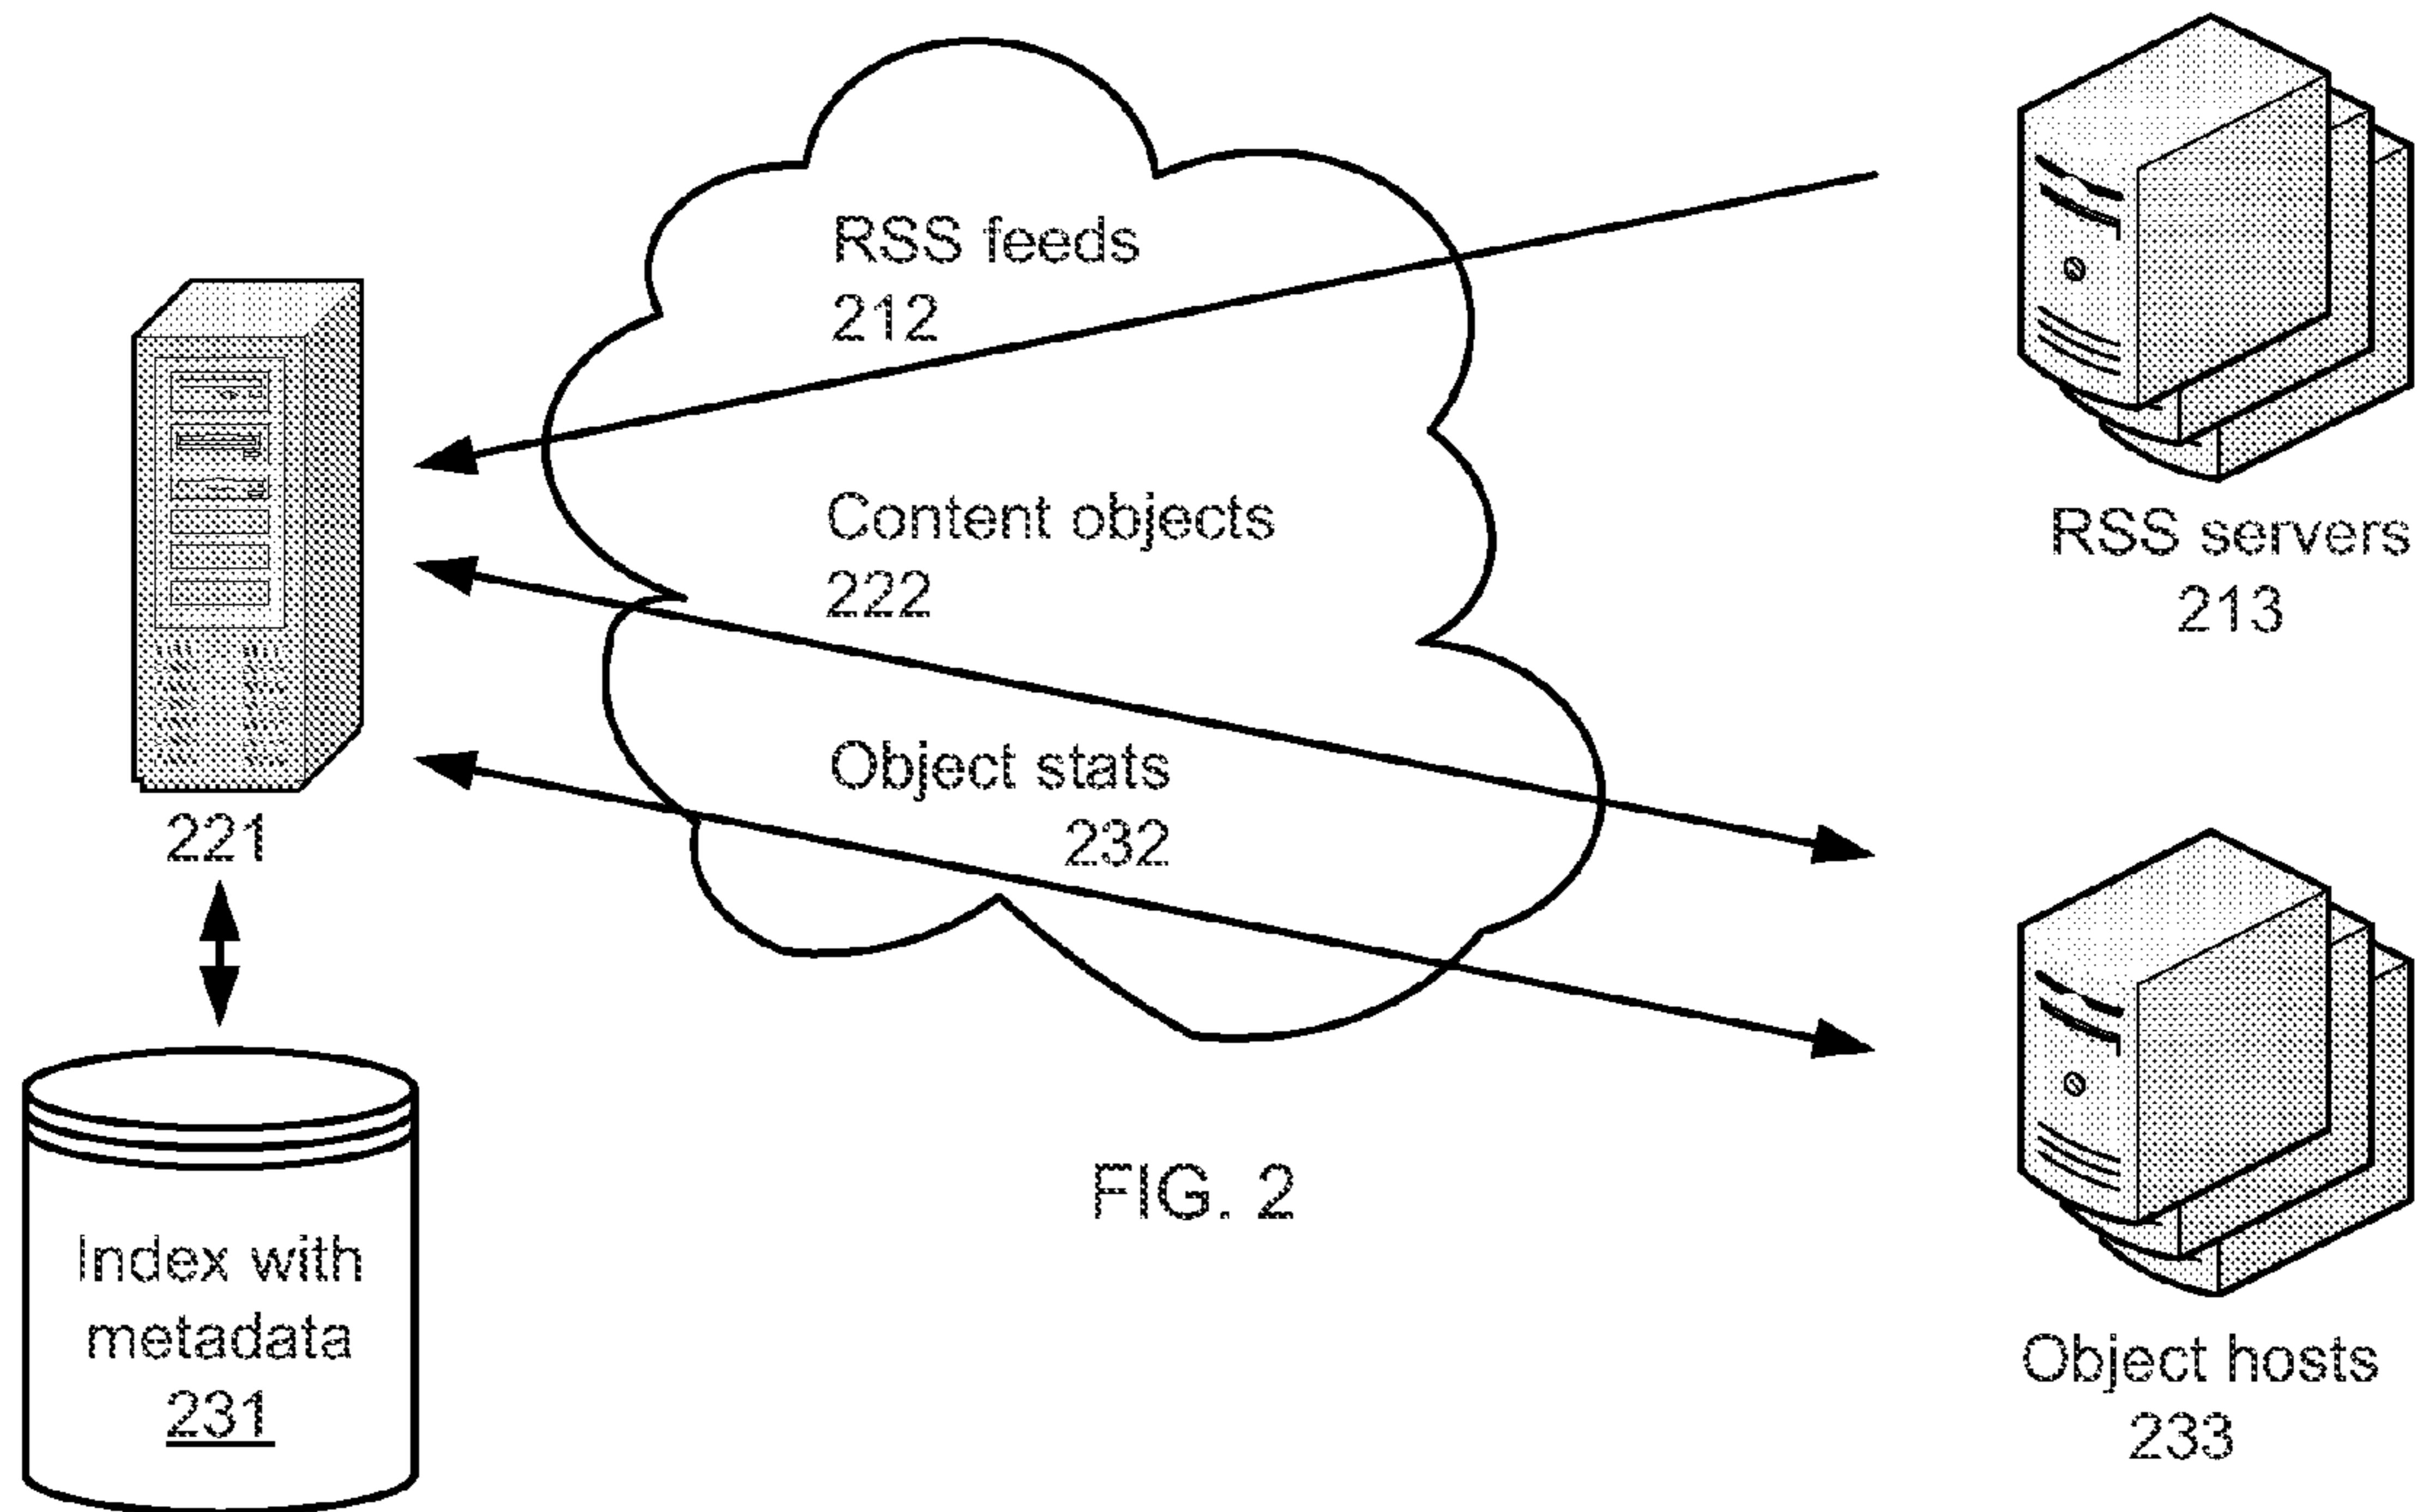 RSS feeds
212
Content objects
222
Object stats
232
221
Index with
metadata
231
RSS servers
213
Object hosts
233
FIG. 2